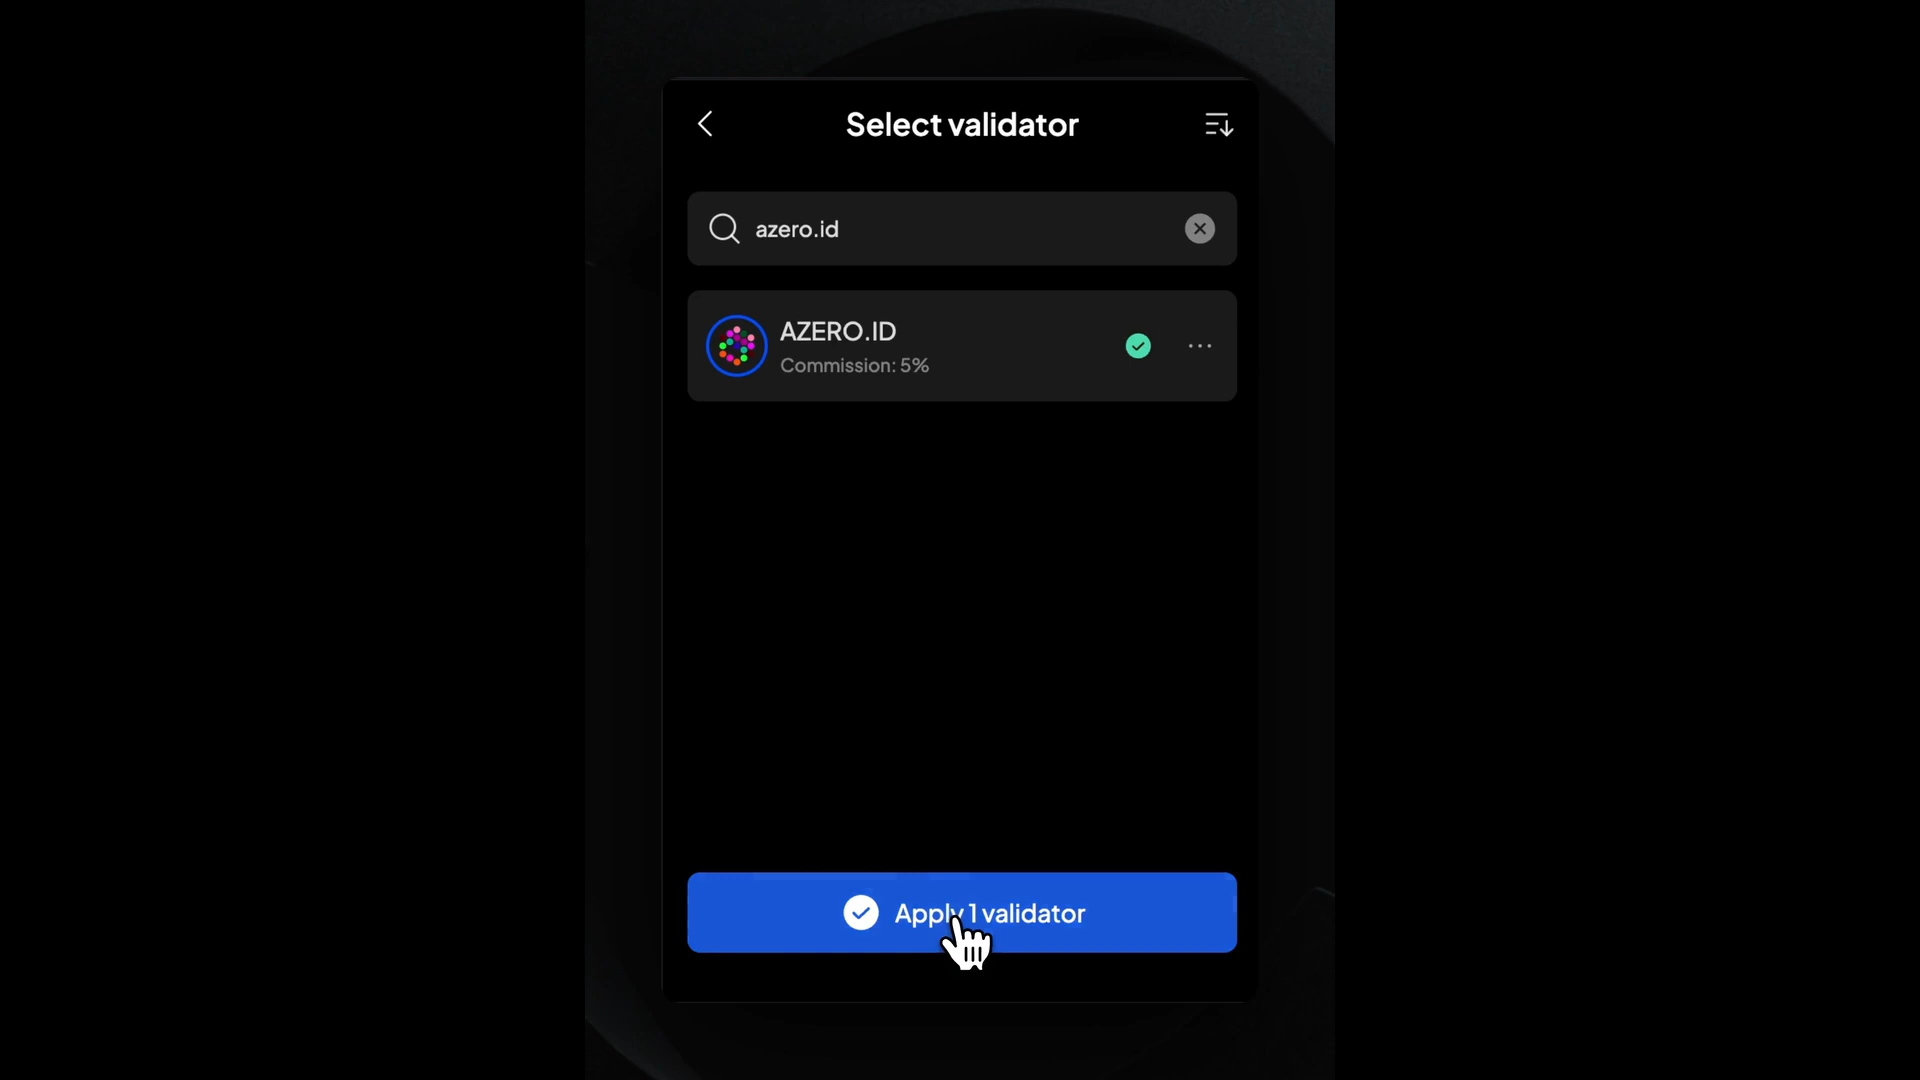 Select validator
azero.id
AZERO.ID
Commission: 5%
Apply 1 validator